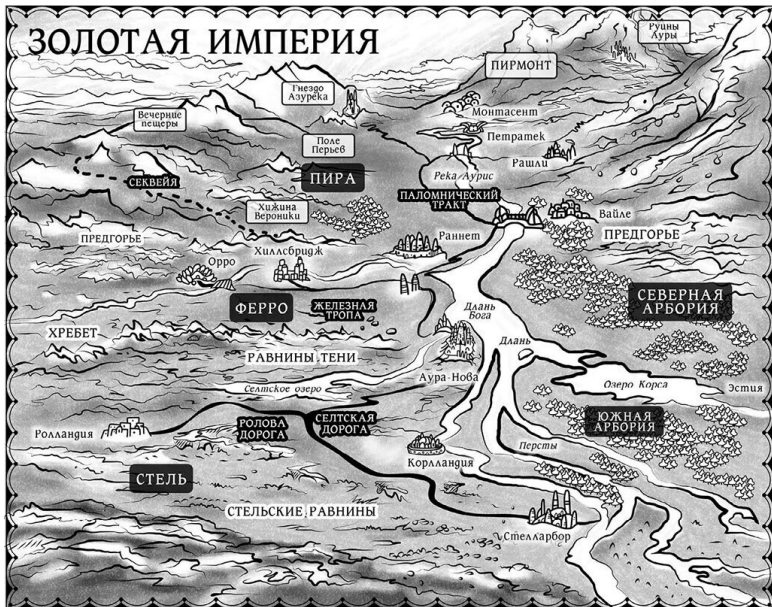 ЗОЛОТАЯ ИМПЕРИЯ
Руины
Ауры
ПИРМОНТ
Гнездо
Азурека
Монтасент
Вечерние
пещеры
Петратек
Поле
Перьев
Рашли
Река Аурис
ПИРА
СЕКВЕЙЯ
ПАЛОМНИЧЕСКИЙ
ТРАКТ
Хижина
Вероники
Вайле
ПРЕДГОРЬЕ
Раннет
ПРЕДГОРЬЕ
Хиллсбридж
Орро
СЕВЕРНАЯ
АРБОРИЯ
ФЕРРО
ЖЕЛЕЗНАЯ
ТРОПА
Длань
Бога
ХРЕБЕТ
Длань
РАВНИНЫ ТЕНИ
Аура-Нова
Селтское озеро
Озеро Корса
Эстия
Ролландия
РОЛОВА
ДОРОГА
СЕЛТСКАЯ
ДОРОГА
ЮЖНАЯ
АРБОРИЯ
Персты
Корлландия
СТЕЛЬ
СТЕЛЬСКИЕ РАВНИНЫ
Стелларбор